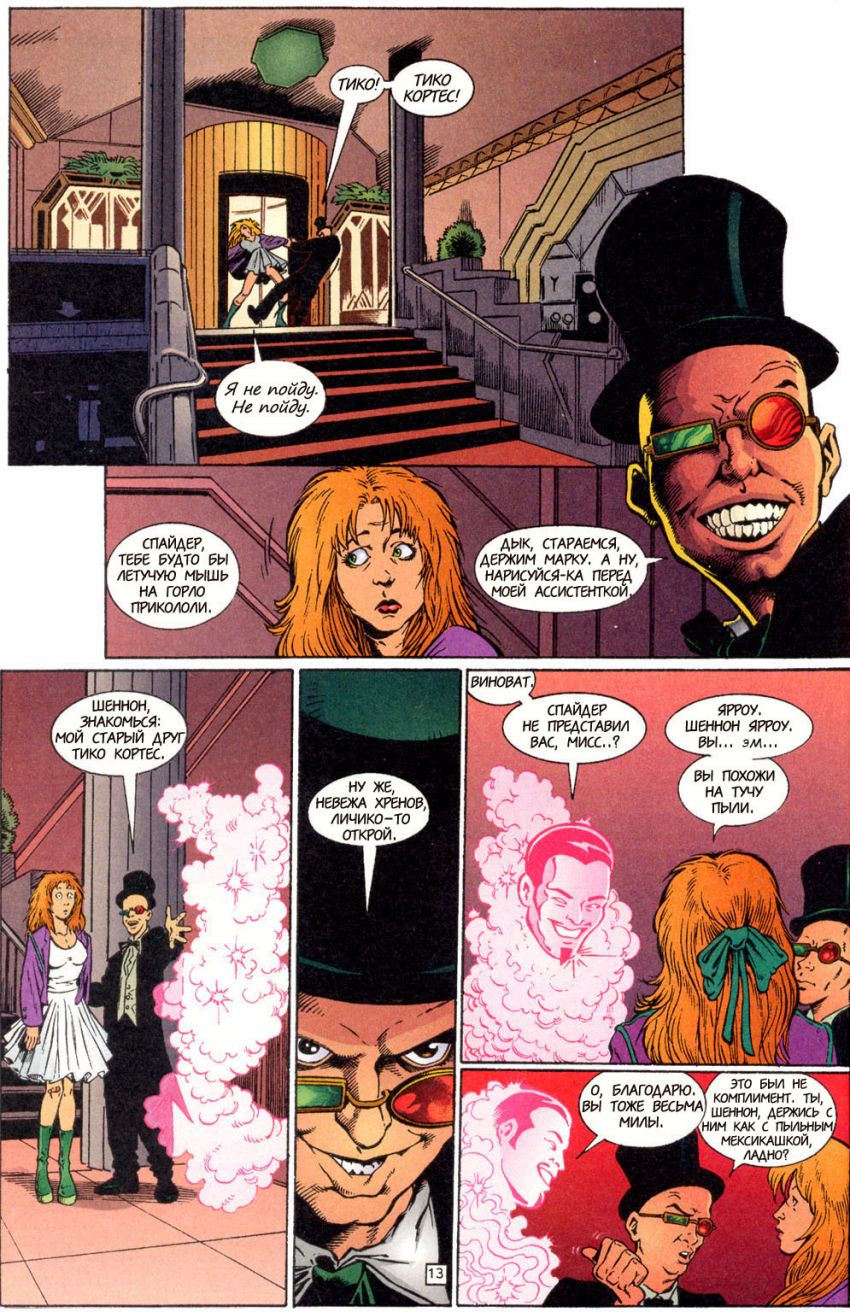 ТИКО!
ТИКО
КОРТЕС!
Я не пойду.
Не пойду.
СПАЙДЕР,
ТЕБЕ БУДТО БЫ
ЛЕТУЧУЮ МЫШЬ
НА ГОРЛО
ПРИКОЛОЛИ.
ДЫК, СТАРАЕМСЯ,
ДЕРЖИМ МАРКУ. А НУ,
НАРИСУЙСЯ-КА ПЕРЕД
МОЕЙ АССИСТЕНТКОЙ.
ШЕННОН,
ЗНАКОМЬСЯ:
МОЙ СТАРЫЙ ДРУГ
ТИКО КОРТЕС.
НУ ЖЕ,
НЕВЕЖА ХРЕНОВ,
ЛИЧИКО-ТО
ОТКРОЙ.
ВИНОВАТ.
СПАЙДЕР
НЕ ПРЕДСТАВИЛ
ВАС, МИСС..?
ЯРРОУ.
ШЕННОН ЯРРОУ.
ВЫ... эм...
ВЫ ПОХОЖИ
НА ТУЧУ
ПЫЛИ.
О, БЛАГОДАРЮ.
ВЫ ТОЖЕ ВЕСЬМА
МИЛЫ.
ЭТО БЫЛ НЕ
КОМПЛИМЕНТ. ТЫ,
ШЕННОН, ДЕРЖИСЬ С
НИМ КАК С ПЫЛЬНЫМ
МЕКСИКАШКОЙ,
ЛАДНО?
13